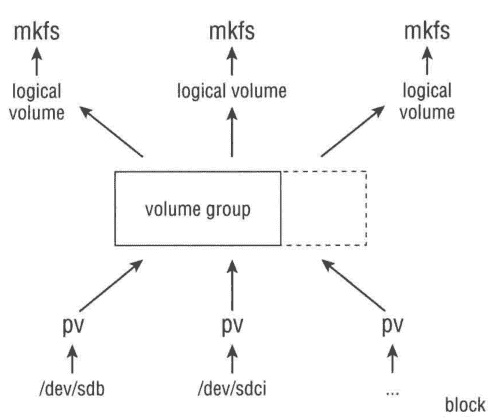 mkfs mkfs mkfs
logical volume logical volume logical volume
volume group
pv pv pv
/dev/sdb /dev/sdci ...
block